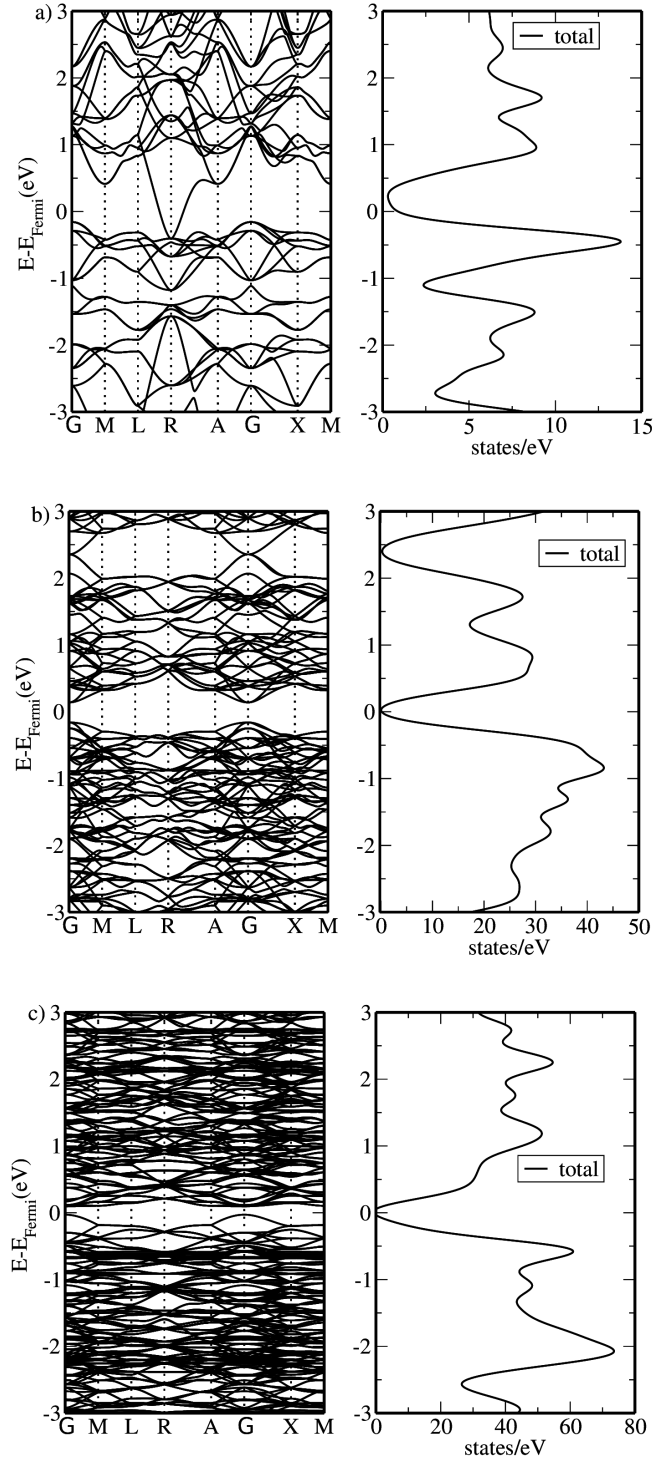 a)
3
2
1
0
-1
-2
-3
E-E_Fermi(eV)
G M L R A G X M
total
3
2
1
0
-1
-2
-3
0 5 10 15
states/eV
b)
3
2
1
0
-1
-2
-3
E-E_Fermi(eV)
G M L R A G X M
total
3
2
1
0
-1
-2
-3
0 10 20 30 40 50
states/eV
c)
3
2
1
0
-1
-2
-3
E-E_Fermi(eV)
G M L R A G X M
total
3
2
1
0
-1
-2
-3
0 20 40 60 80
states/eV